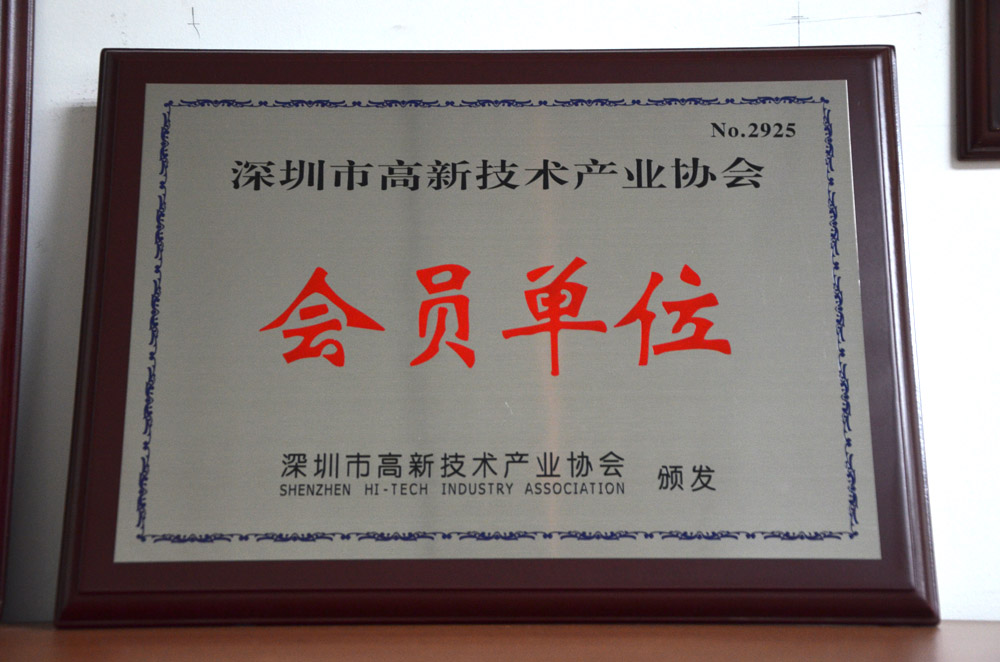 No.2925
深圳市高新技术产业协会
会员单位
深圳市高新技术产业协会 颁发
SHENZHEN HI-TECH INDUSTRY ASSOCIATION